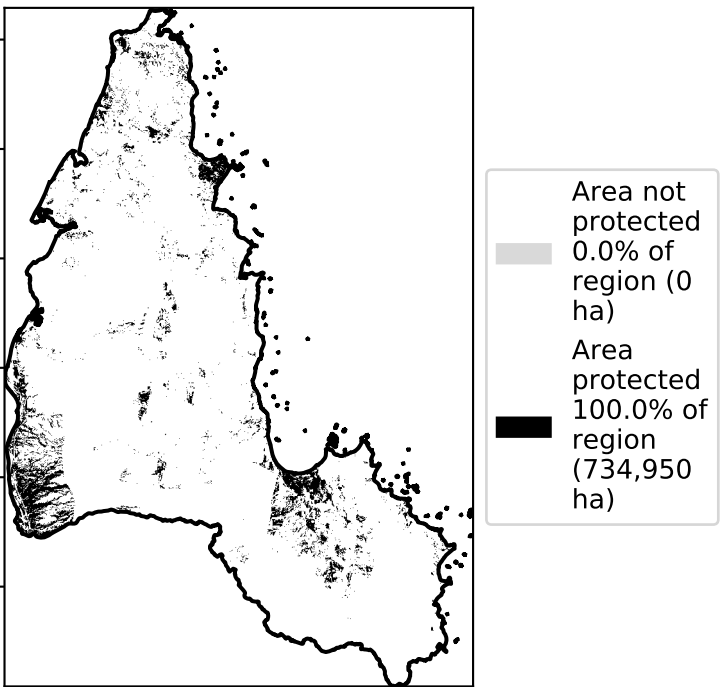 Area not
protected
0.0% of
region (0
ha)
Area
protected
100.0% of
region
(734,950
ha)